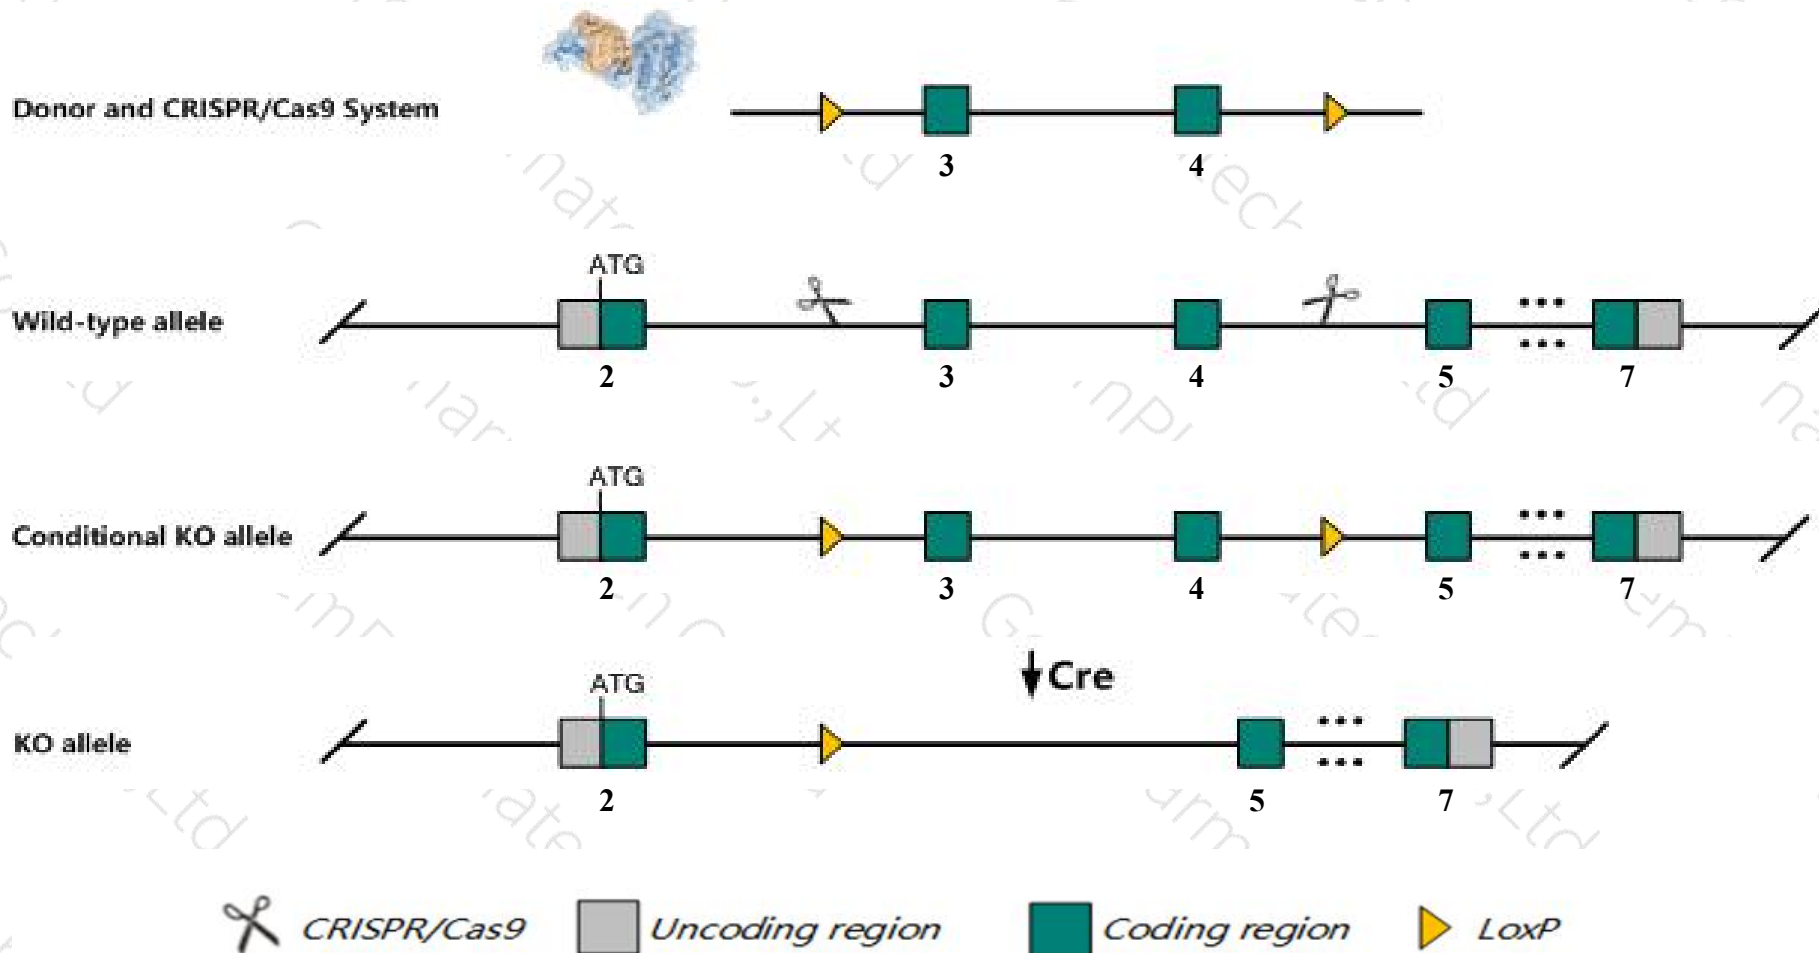 Donor and CRISPR/Cas9 System
3 4
ATG
Wild-type allele
2 3 4 5 7
ATG
Conditional KO allele
2 3 4 5 7
Cre
ATG
KO allele
2 5 7
CRISPR/Cas9 Uncoding region Coding region LoxP